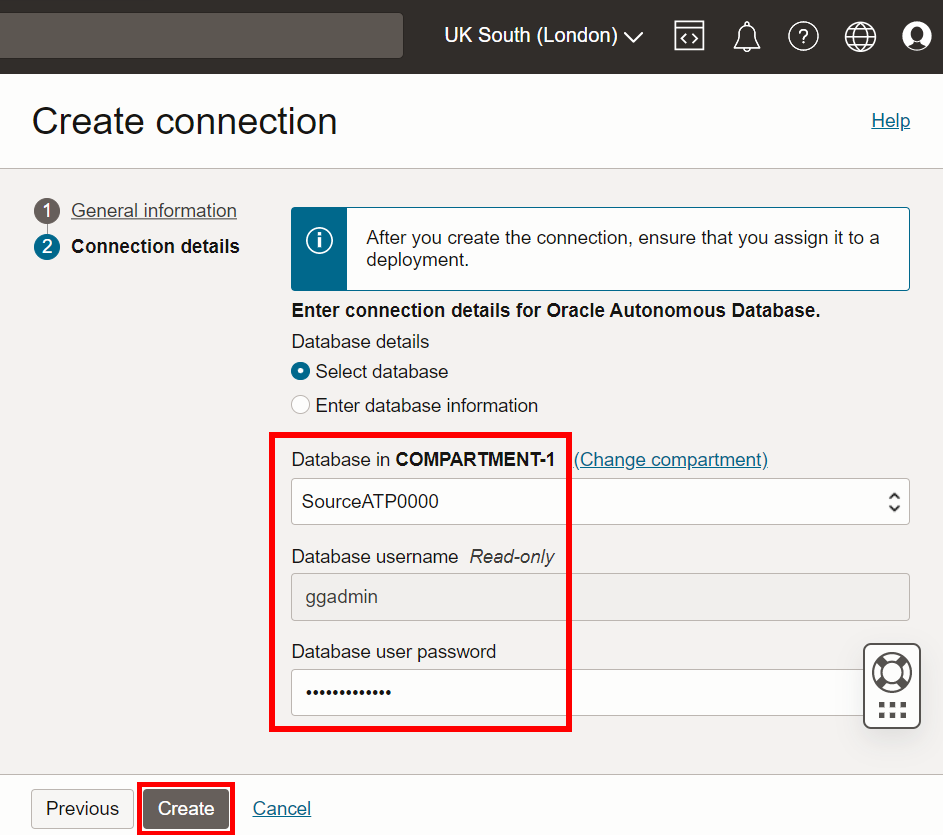 UK South (London)
Create connection
Help
1 General information
2 Connection details
After you create the connection, ensure that you assign it to a
deployment.
Enter connection details for Oracle Autonomous Database.
Database details
Select database
Enter database information
Database in COMPARTMENT-1 (Change compartment)
SourceATP0000
Database username Read-only
ggadmin
Database user password
•••••••••••••
Previous Create Cancel